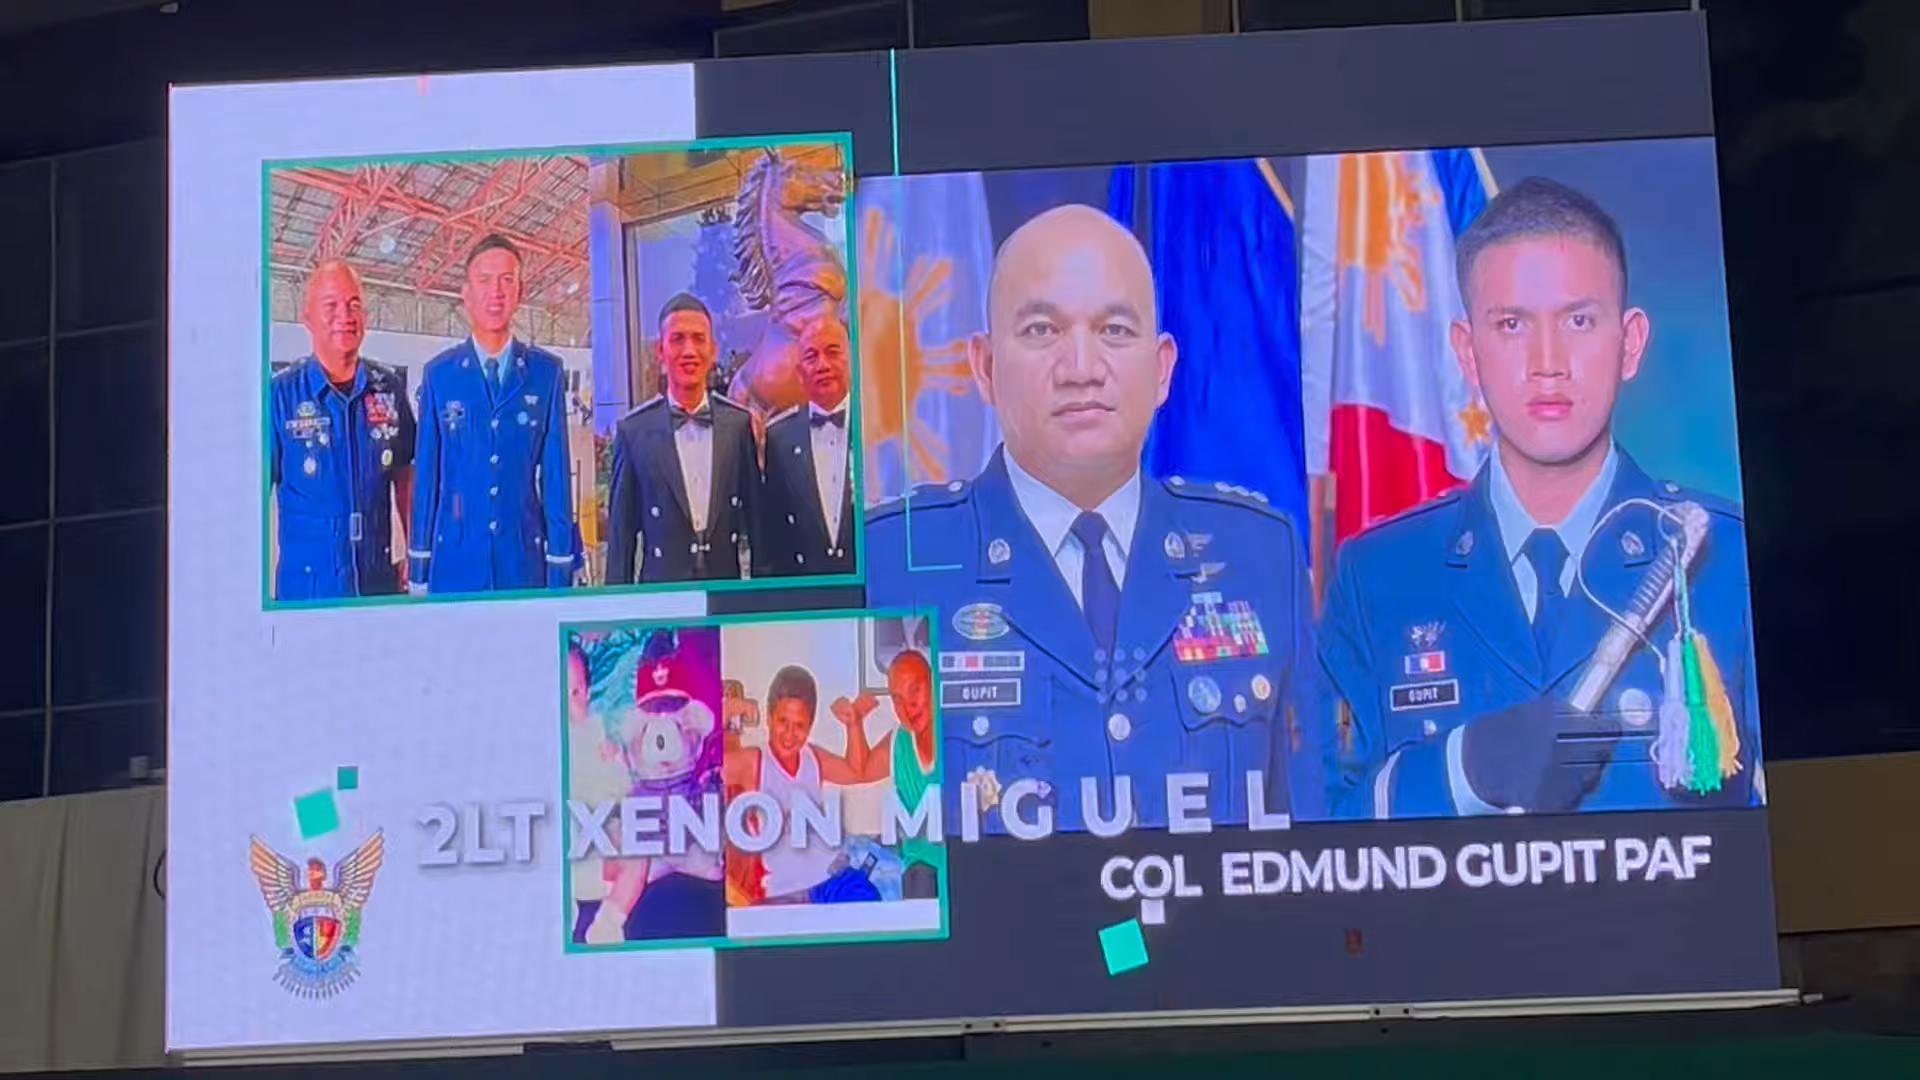 GUPIT
GUPIT
2LT XENON MIGUEL
COL EDMUND GUPIT PAF